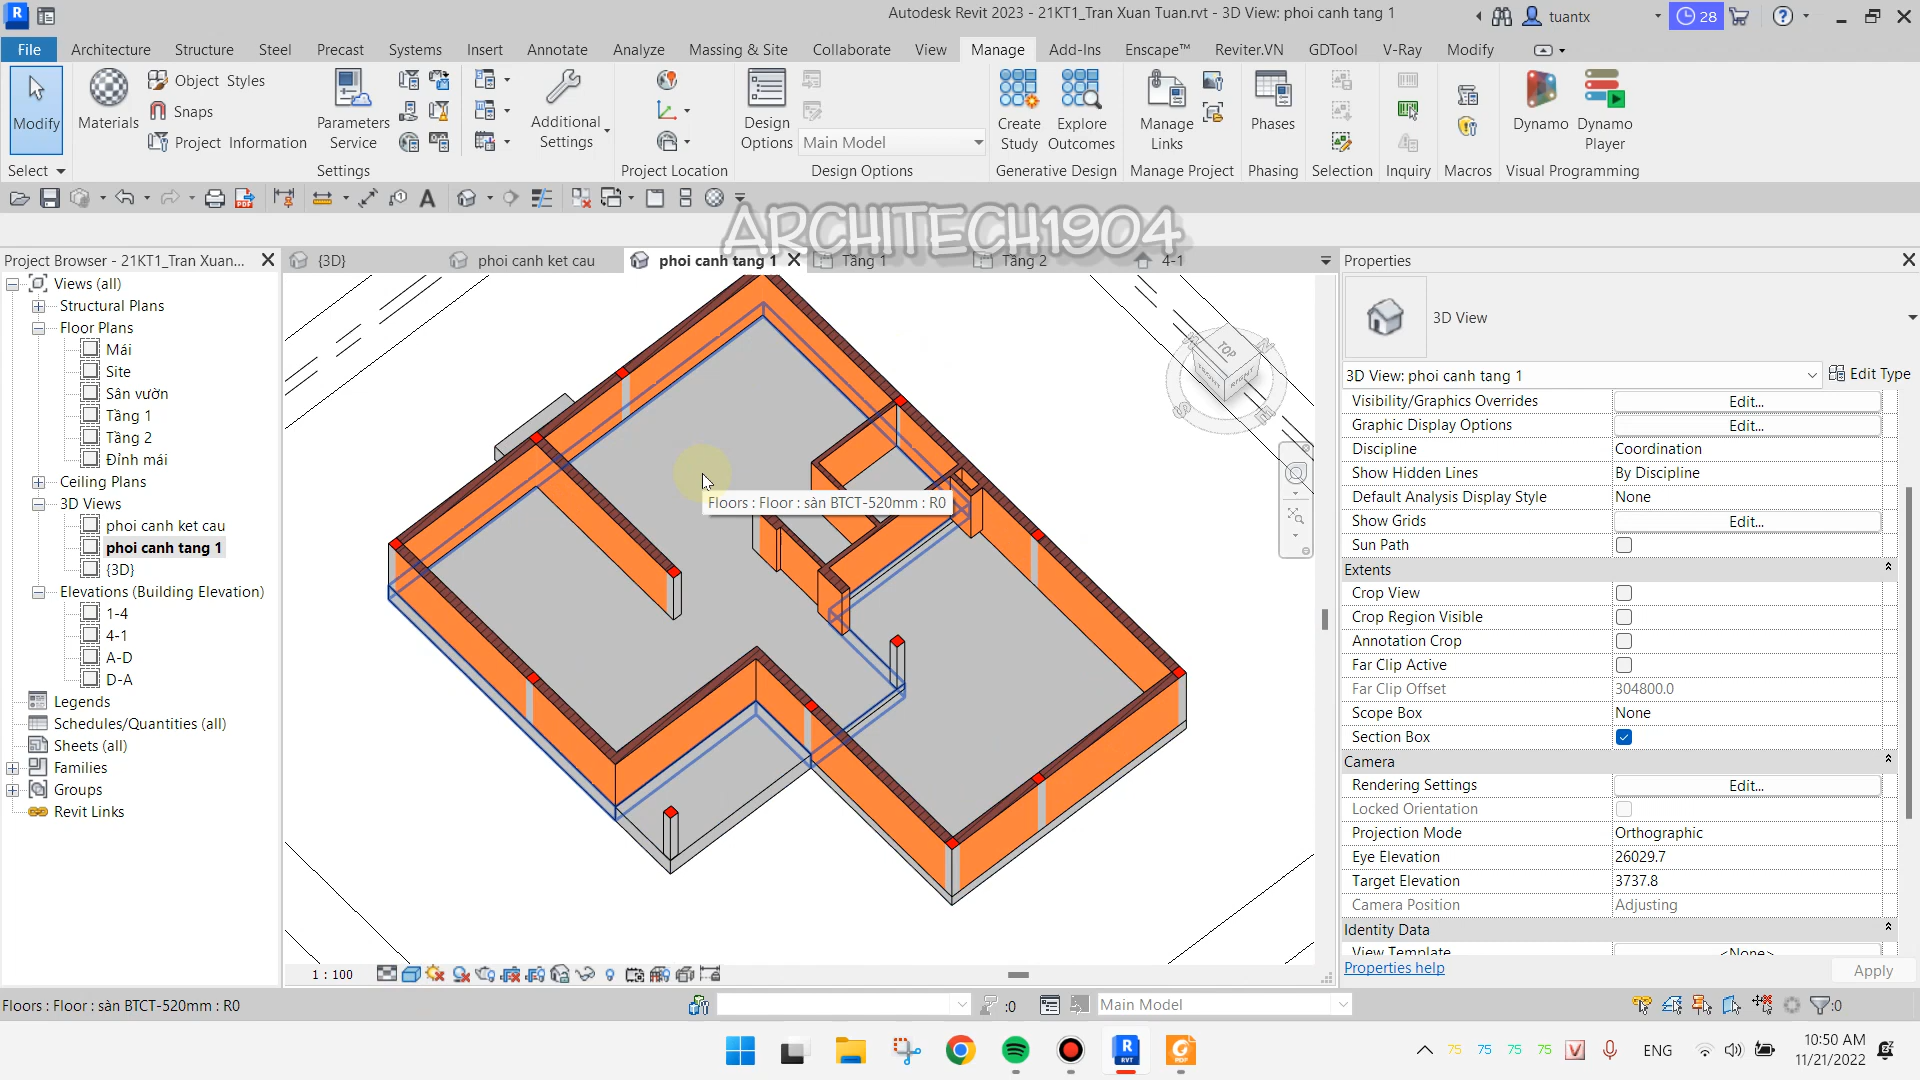 Autodesk Revit 2023 - 21KT1_Tran Xuan Tuan.rvt - 3D View: phoi canh tang 1
tuantx
28
File
Architecture
Structure
Steel
Precast
Systems
Insert
Annotate
Analyze
Massing & Site
Collaborate
View
Manage
Add-Ins
Enscape™
Reviter.VN
GDTool
V-Ray
Modify
Modify
Materials
Object Styles
Snaps
Project Information
Parameters Service
Additional Settings
Design Options
Main Model
Create Study
Explore Outcomes
Manage Links
Phases
Dynamo
Dynamo Player
Select
Settings
Project Location
Design Options
Generative Design
Manage Project
Phasing
Selection
Inquiry
Macros
Visual Programming
ARCHITECH1904
Project Browser - 21KT1_Tran Xuan...
{3D}
phoi canh ket cau
phoi canh tang 1
Tầng 1
Tầng 2
4-1
Properties
Views (all)
Structural Plans
Floor Plans
Mái
Site
Sân vườn
Tầng 1
Tầng 2
Đỉnh mái
Ceiling Plans
3D Views
phoi canh ket cau
phoi canh tang 1
{3D}
Elevations (Building Elevation)
1-4
4-1
A-D
D-A
Legends
Schedules/Quantities (all)
Sheets (all)
Families
Groups
Revit Links
TOP
FRONT
RIGHT
Floors : Floor : sàn BTCT-520mm : R0
1 : 100
3D View
3D View: phoi canh tang 1
Edit Type
Visibility/Graphics Overrides Edit...
Graphic Display Options Edit...
Discipline Coordination
Show Hidden Lines By Discipline
Default Analysis Display Style None
Show Grids Edit...
Sun Path
Extents
Crop View
Crop Region Visible
Annotation Crop
Far Clip Active
Far Clip Offset 304800.0
Scope Box None
Section Box
Camera
Rendering Settings Edit...
Locked Orientation
Projection Mode Orthographic
Eye Elevation 26029.7
Target Elevation 3737.8
Camera Position Adjusting
Identity Data
View Template <None>
Properties help
Apply
Floors : Floor : sàn BTCT-520mm : R0
:0
Main Model
:0
75
75
75
75
ENG
10:50 AM
11/21/2022